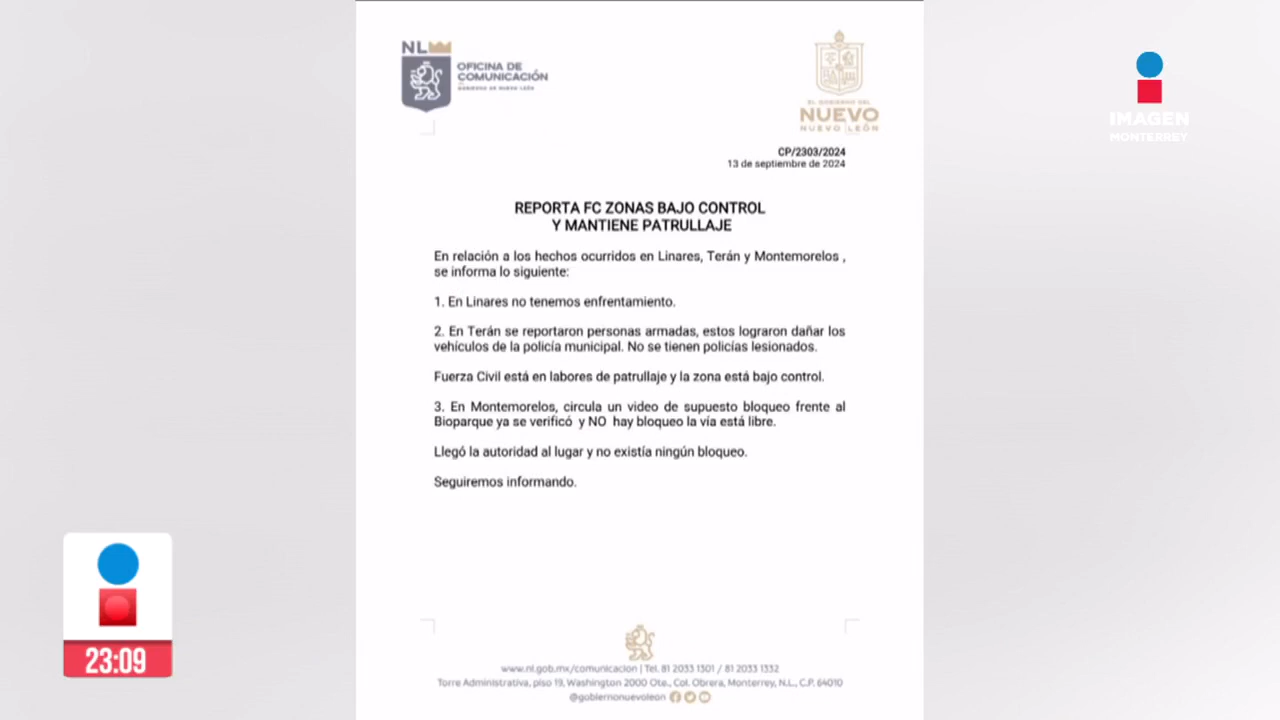 NL
OFICINA DE
COMUNICACIÓN
GOBIERNO DE NUEVO LEÓN
EL GOBIERNO DEL
NUEVO
NUEVO LEÓN
IMAGEN
MONTERREY
CP/2303/2024
13 de septiembre de 2024
REPORTA FC ZONAS BAJO CONTROL
Y MANTIENE PATRULLAJE
En relación a los hechos ocurridos en Linares, Terán y Montemorelos ,
se informa lo siguiente:
1. En Linares no tenemos enfrentamiento.
2. En Terán se reportaron personas armadas, estos lograron dañar los
vehículos de la policía municipal. No se tienen policías lesionados.
Fuerza Civil está en labores de patrullaje y la zona está bajo control.
3. En Montemorelos, circula un video de supuesto bloqueo frente al
Bioparque ya se verificó y NO hay bloqueo la vía está libre.
Llegó la autoridad al lugar y no existía ningún bloqueo.
Seguiremos informando.
www.nl.gob.mx/comunicacion | Tel. 81 2033 1301 / 81 2033 1332
Torre Administrativa, piso 19, Washington 2000 Ote., Col. Obrera, Monterrey, N.L., C.P. 64010
@gobiernonuevoleon
23:09